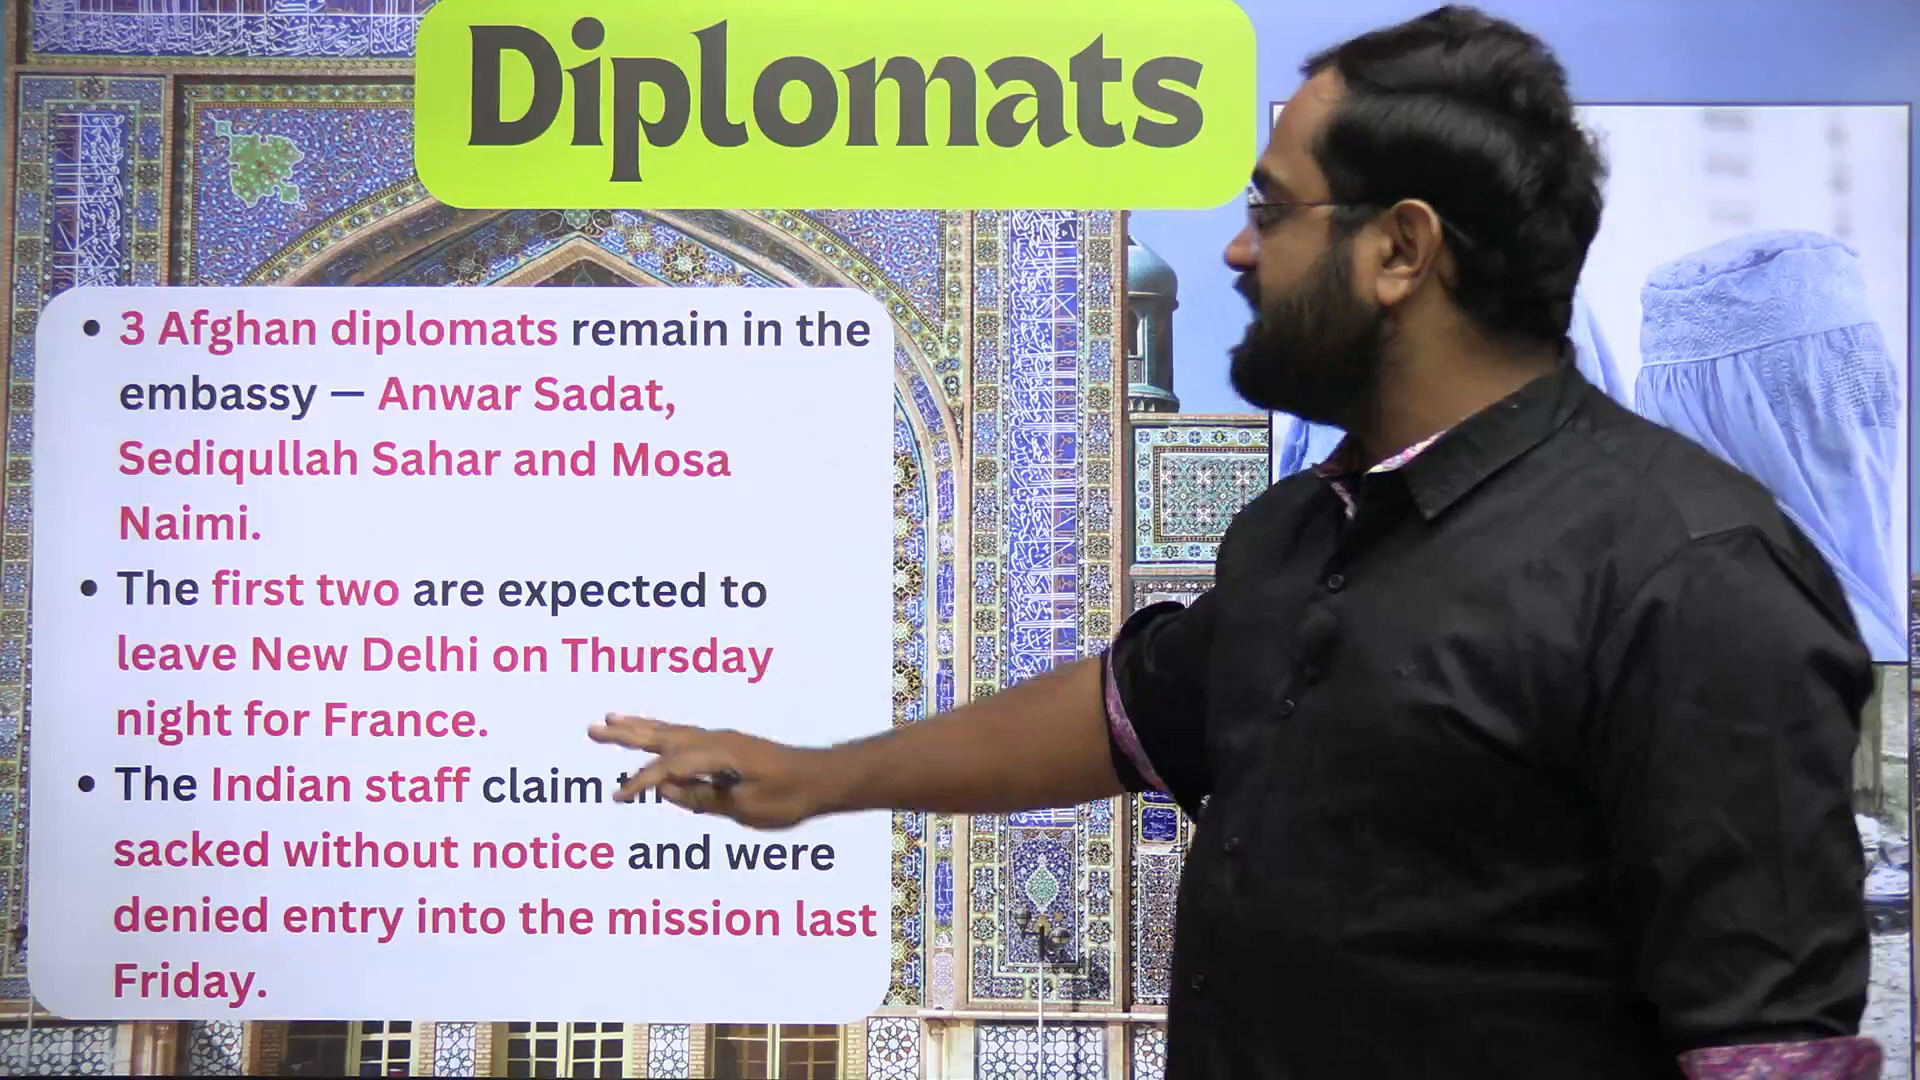 Diplomats
• 3 Afghan diplomats remain in the
embassy — Anwar Sadat,
Sediqullah Sahar and Mosa
Naimi.
• The first two are expected to
leave New Delhi on Thursday
night for France.
• The Indian staff claim
sacked without notice and were
denied entry into the mission last
Friday.